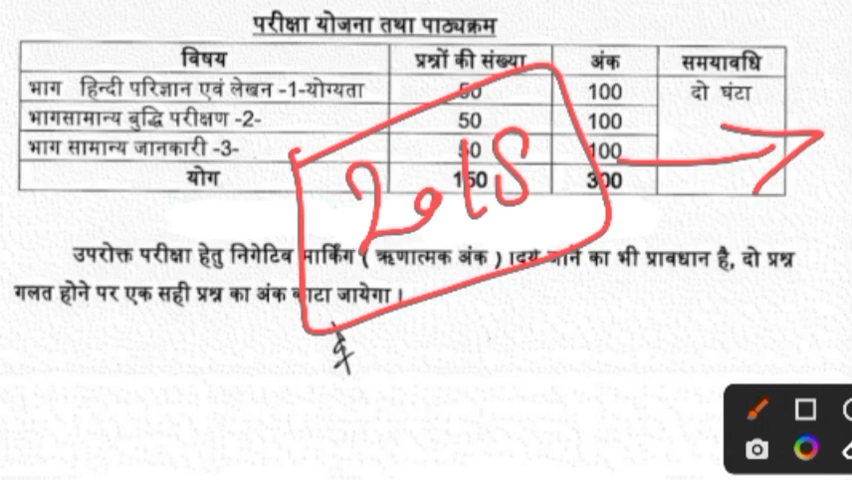 परीक्षा योजना तथा पाठ्यक्रम
विषय प्रश्नों की संख्या अंक समयावधि
भाग हिन्दी परिज्ञान एवं लेखन -1-योग्यता 50 100 दो घंटा
भागसामान्य बुद्धि परीक्षण -2- 50 100
भाग सामान्य जानकारी -3- 50 100
योग 150 300
2018
उपरोक्त परीक्षा हेतु निगेटिव मार्किंग ( ऋणात्मक अंक ) दिये जाने का भी प्रावधान है, दो प्रश्न
गलत होने पर एक सही प्रश्न का अंक काटा जायेगा ।